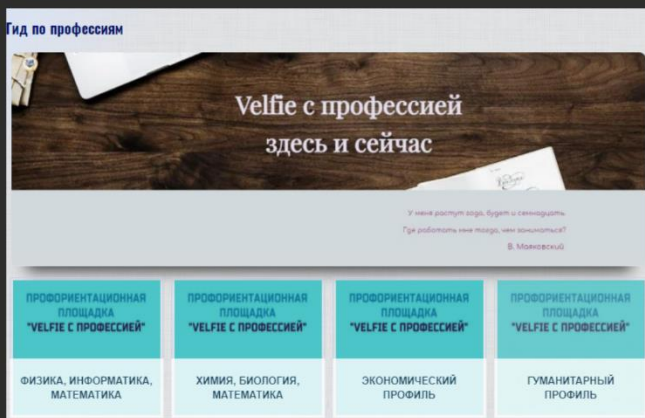 Гид по профессиям
Velfie с профессией
здесь и сейчас
У меня растут года, будет и семнадцать.
Где работать мне тогда, чем заниматься?
В. Маяковский
ПРОФОРИЕНТАЦИОННАЯ
ПЛОЩАДКА
"VELFIE С ПРОФЕССИЕЙ"
ПРОФОРИЕНТАЦИОННАЯ
ПЛОЩАДКА
"VELFIE С ПРОФЕССИЕЙ"
ПРОФОРИЕНТАЦИОННАЯ
ПЛОЩАДКА
"VELFIE С ПРОФЕССИЕЙ"
ПРОФОРИЕНТАЦИОННАЯ
ПЛОЩАДКА
"VELFIE С ПРОФЕССИЕЙ"
ФИЗИКА, ИНФОРМАТИКА,
МАТЕМАТИКА
ХИМИЯ, БИОЛОГИЯ,
МАТЕМАТИКА
ЭКОНОМИЧЕСКИЙ
ПРОФИЛЬ
ГУМАНИТАРНЫЙ
ПРОФИЛЬ